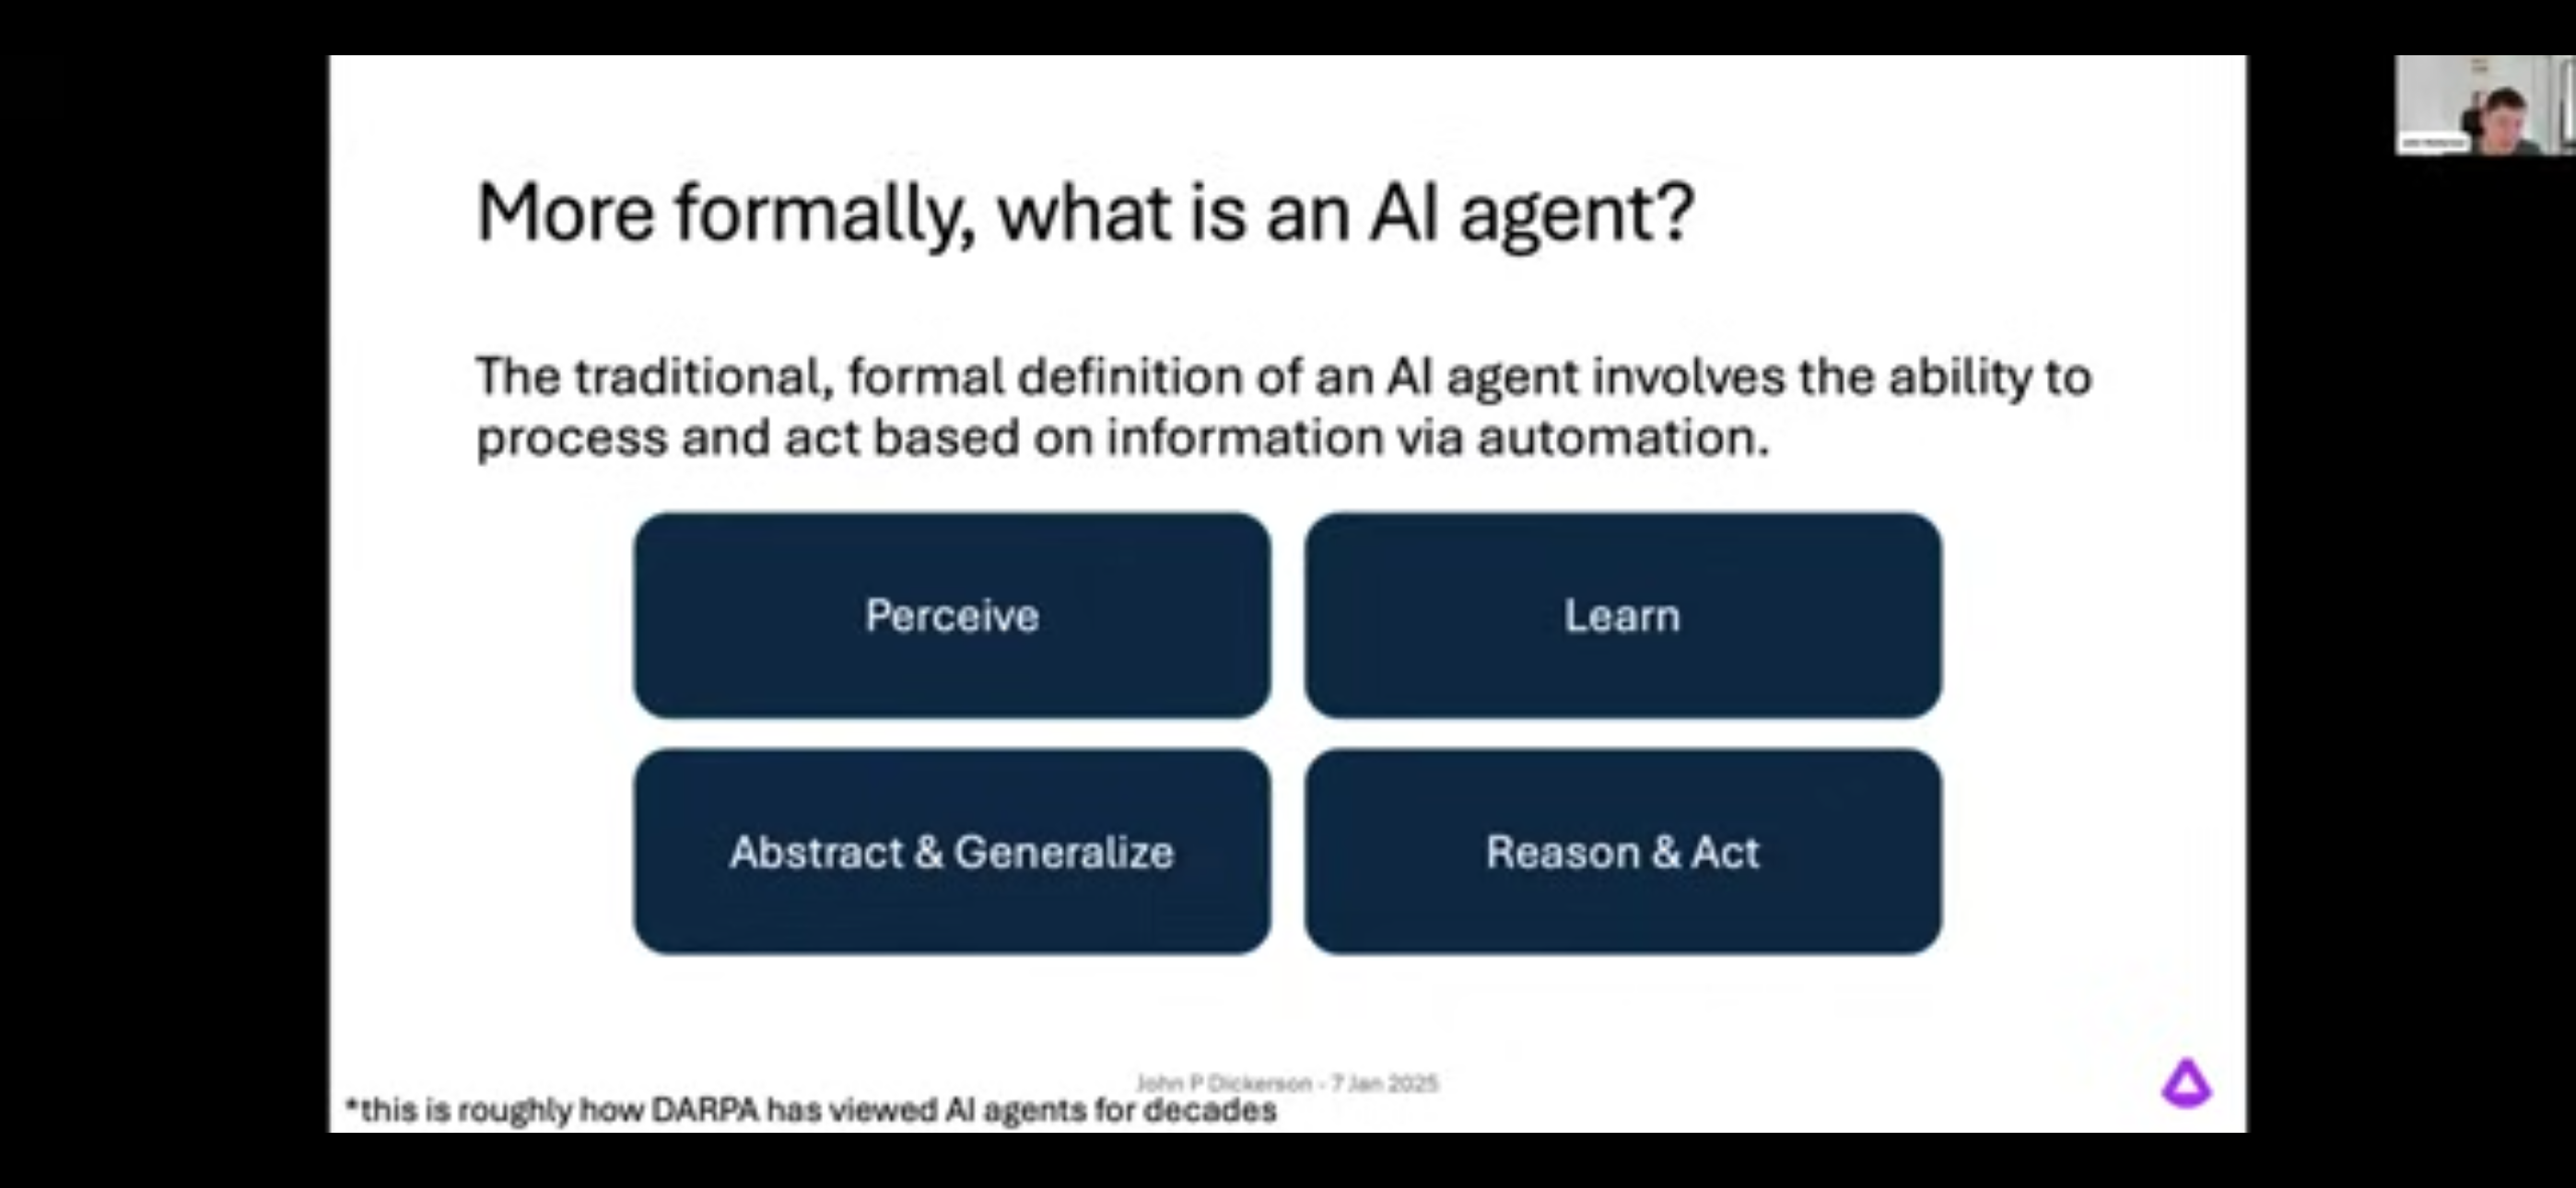 More formally, what is an AI agent?
The traditional, formal definition of an AI agent involves the ability to
process and act based on information via automation.
Perceive
Learn
Abstract & Generalize
Reason & Act
John P Dickerson - 7 Jan 2025
*this is roughly how DARPA has viewed AI agents for decades